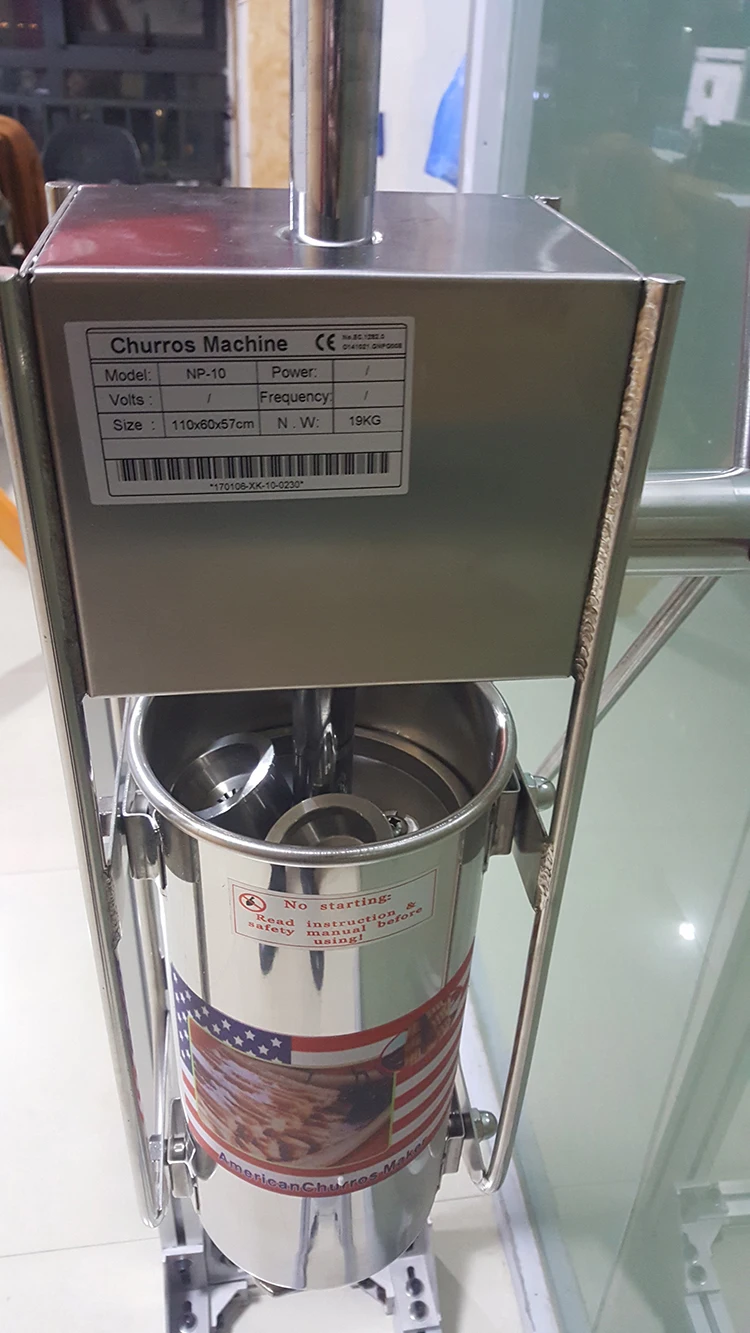 Churros Machine CE
Model: NP-10 Power: /
Volts : / Frequency: /
Size : 110x60x57cm N . W: 19KG
*170106-XK-10-0230*
No starting:
Read instruction &
safety manual before
using!
AmericanChurros Maker